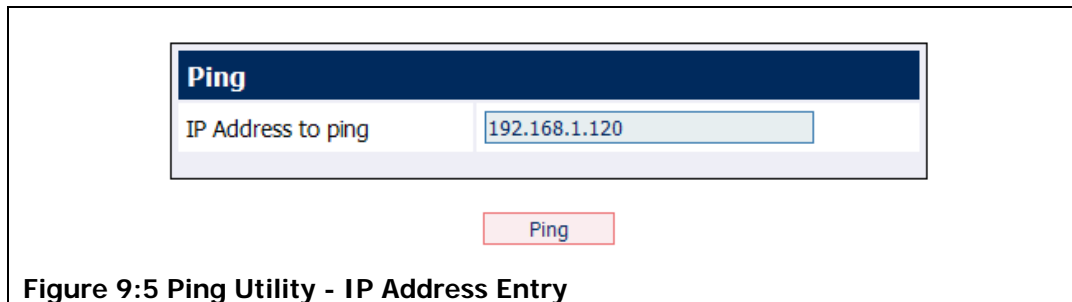 Ping
IP Address to ping 192.168.1.120
Ping
Figure 9:5 Ping Utility - IP Address Entry